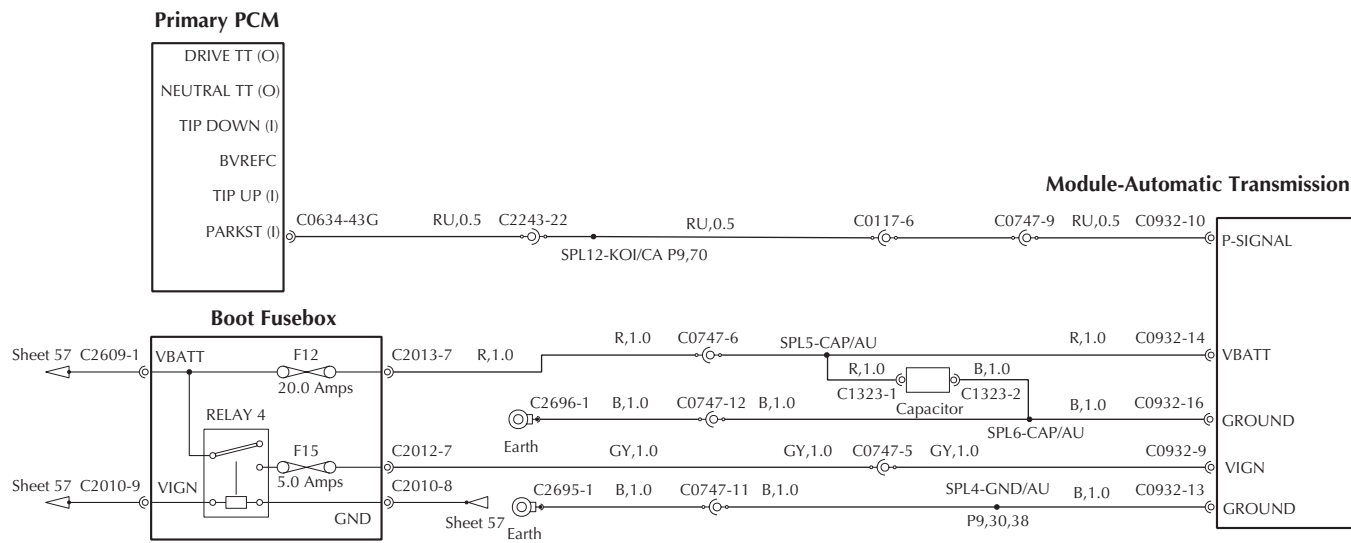 Primary PCM
DRIVE TT (O)
NEUTRAL TT (O)
TIP DOWN (I)
BVREFC
TIP UP (I)
PARKST (I)
C0634-43G
RU,0.5
C2243-22
SPL12-KOI/CA P9,70
RU,0.5
C0117-6
C0747-9
RU,0.5
C0932-10
Module-Automatic Transmission
P-SIGNAL
Boot Fusebox
Sheet 57
C2609-1
VBATT
F12
20.0 Amps
C2013-7
R,1.0
R,1.0
C0747-6
SPL5-CAP/AU
R,1.0
C0932-14
VBATT
R,1.0
B,1.0
C1323-1
C1323-2
Capacitor
RELAY 4
C2696-1
B,1.0
C0747-12
B,1.0
Earth
B,1.0
C0932-16
SPL6-CAP/AU
GROUND
F15
5.0 Amps
C2012-7
GY,1.0
GY,1.0
C0747-5
GY,1.0
C0932-9
VIGN
Sheet 57
C2010-9
VIGN
GND
C2010-8
Sheet 57
C2695-1
B,1.0
C0747-11
B,1.0
Earth
SPL4-GND/AU
P9,30,38
B,1.0
C0932-13
GROUND